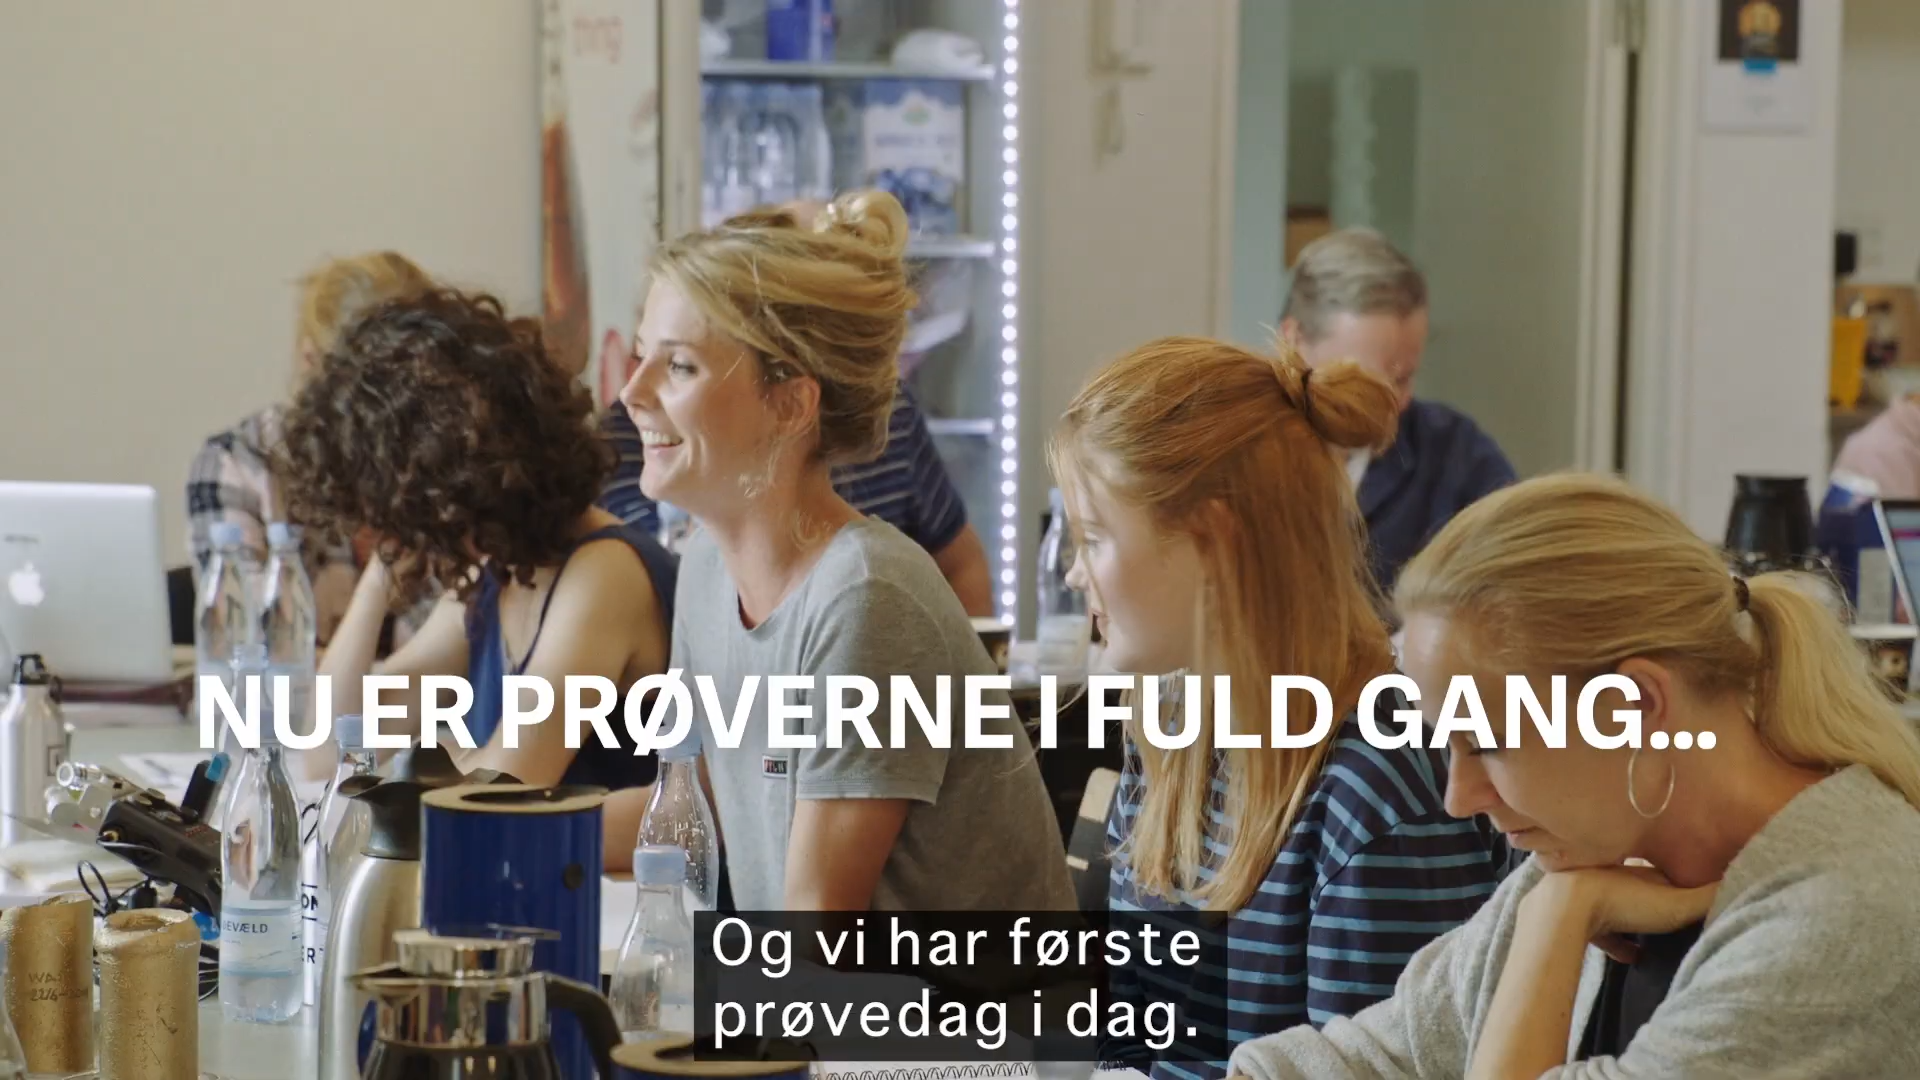 NU ER PRØVERNE I FULD GANG...
Og vi har første
prøvedag i dag.